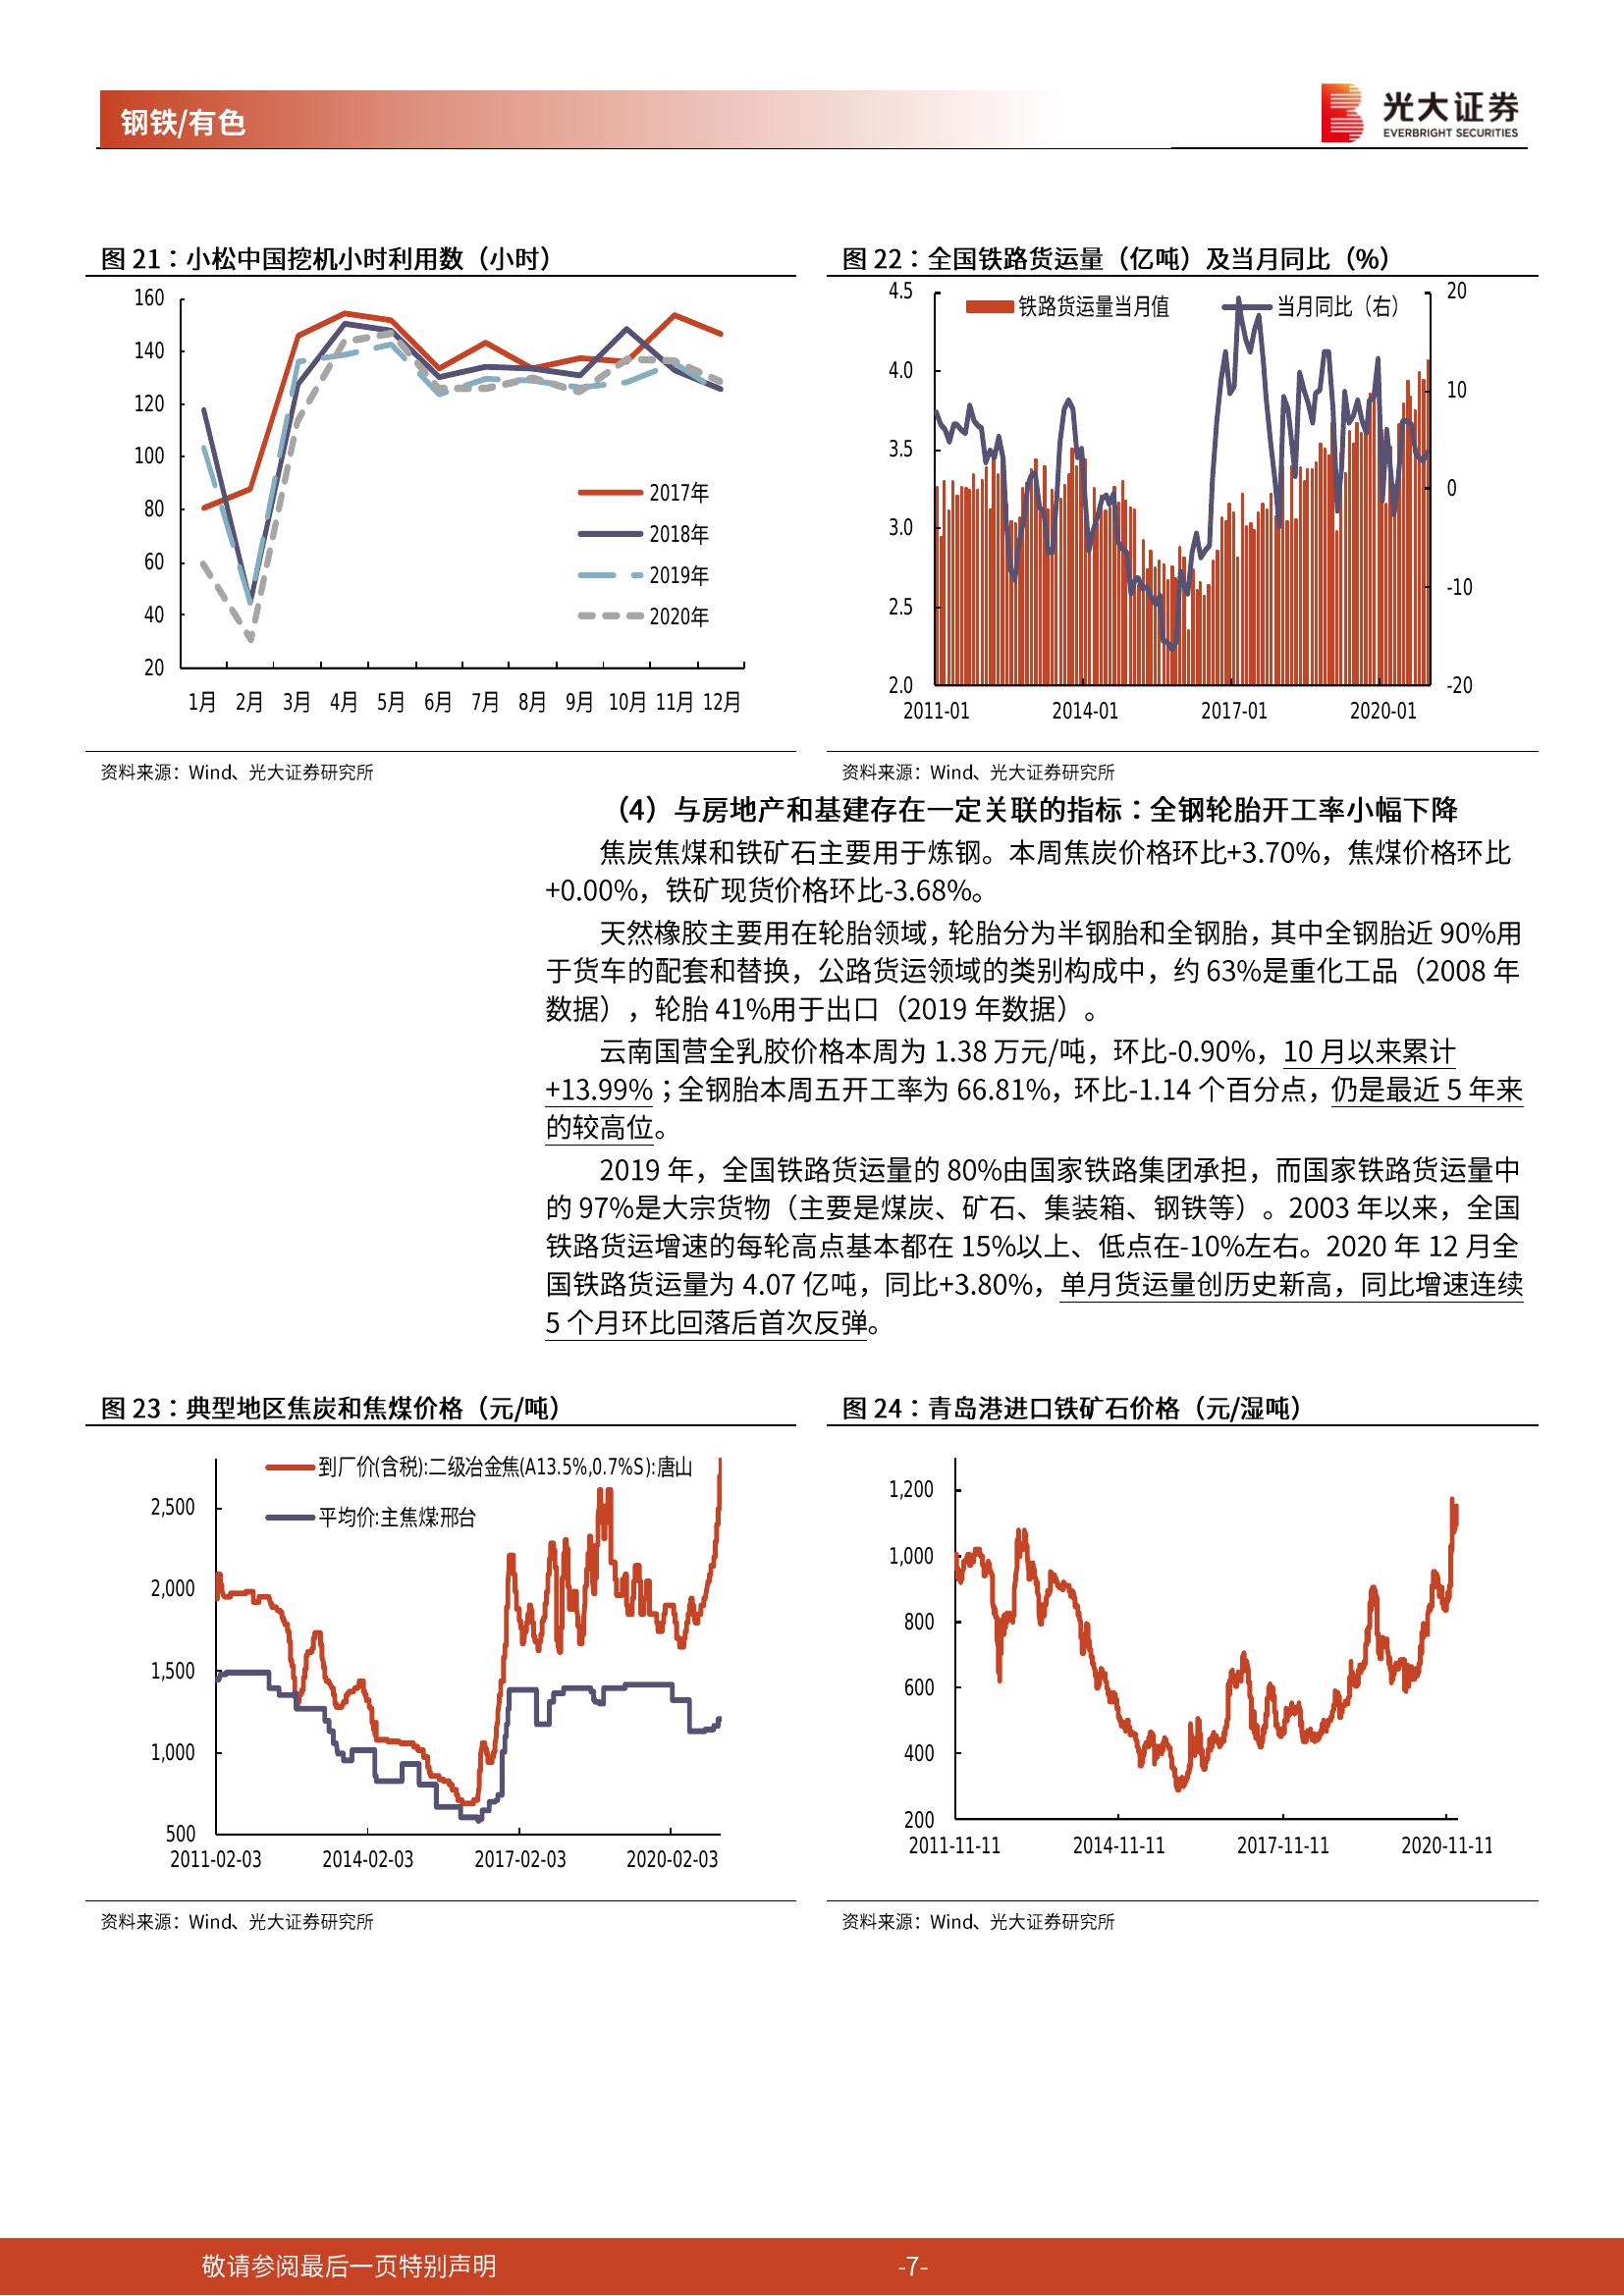 钢铁/有色
光大证券
EVERBRIGHT SECURITIES
图 21：小松中国挖机小时利用数（小时）
160
140
120
100
80
60
40
20
1月 2月 3月 4月 5月 6月 7月 8月 9月 10月 11月 12月
2017年
2018年
2019年
2020年
资料来源：Wind、光大证券研究所
图 22：全国铁路货运量（亿吨）及当月同比（%）
铁路货运量当月值
当月同比（右）
4.5
4.0
3.5
3.0
2.5
2.0
20
10
0
-10
-20
2011-01 2014-01 2017-01 2020-01
资料来源：Wind、光大证券研究所
（4）与房地产和基建存在一定关联的指标：全钢轮胎开工率小幅下降
焦炭焦煤和铁矿石主要用于炼钢。本周焦炭价格环比+3.70%，焦煤价格环比
+0.00%，铁矿现货价格环比-3.68%。
天然橡胶主要用在轮胎领域，轮胎分为半钢胎和全钢胎，其中全钢胎近 90%用
于货车的配套和替换，公路货运领域的类别构成中，约 63%是重化工品（2008 年
数据），轮胎 41%用于出口（2019 年数据）。
云南国营全乳胶价格本周为 1.38 万元/吨，环比-0.90%，10 月以来累计
+13.99%；全钢胎本周五开工率为 66.81%，环比-1.14 个百分点，仍是最近 5 年来
的较高位。
2019 年，全国铁路货运量的 80%由国家铁路集团承担，而国家铁路货运量中
的 97%是大宗货物（主要是煤炭、矿石、集装箱、钢铁等）。2003 年以来，全国
铁路货运增速的每轮高点基本都在 15%以上、低点在-10%左右。2020 年 12 月全
国铁路货运量为 4.07 亿吨，同比+3.80%，单月货运量创历史新高，同比增速连续
5 个月环比回落后首次反弹。
图 23：典型地区焦炭和焦煤价格（元/吨）
到厂价(含税):二级冶金焦(A13.5%,0.7%S):唐山
平均价:主焦煤:邢台
2,500
2,000
1,500
1,000
500
2011-02-03 2014-02-03 2017-02-03 2020-02-03
资料来源：Wind、光大证券研究所
图 24：青岛港进口铁矿石价格（元/湿吨）
1,200
1,000
800
600
400
200
2011-11-11 2014-11-11 2017-11-11 2020-11-11
资料来源：Wind、光大证券研究所
敬请参阅最后一页特别声明
-7-